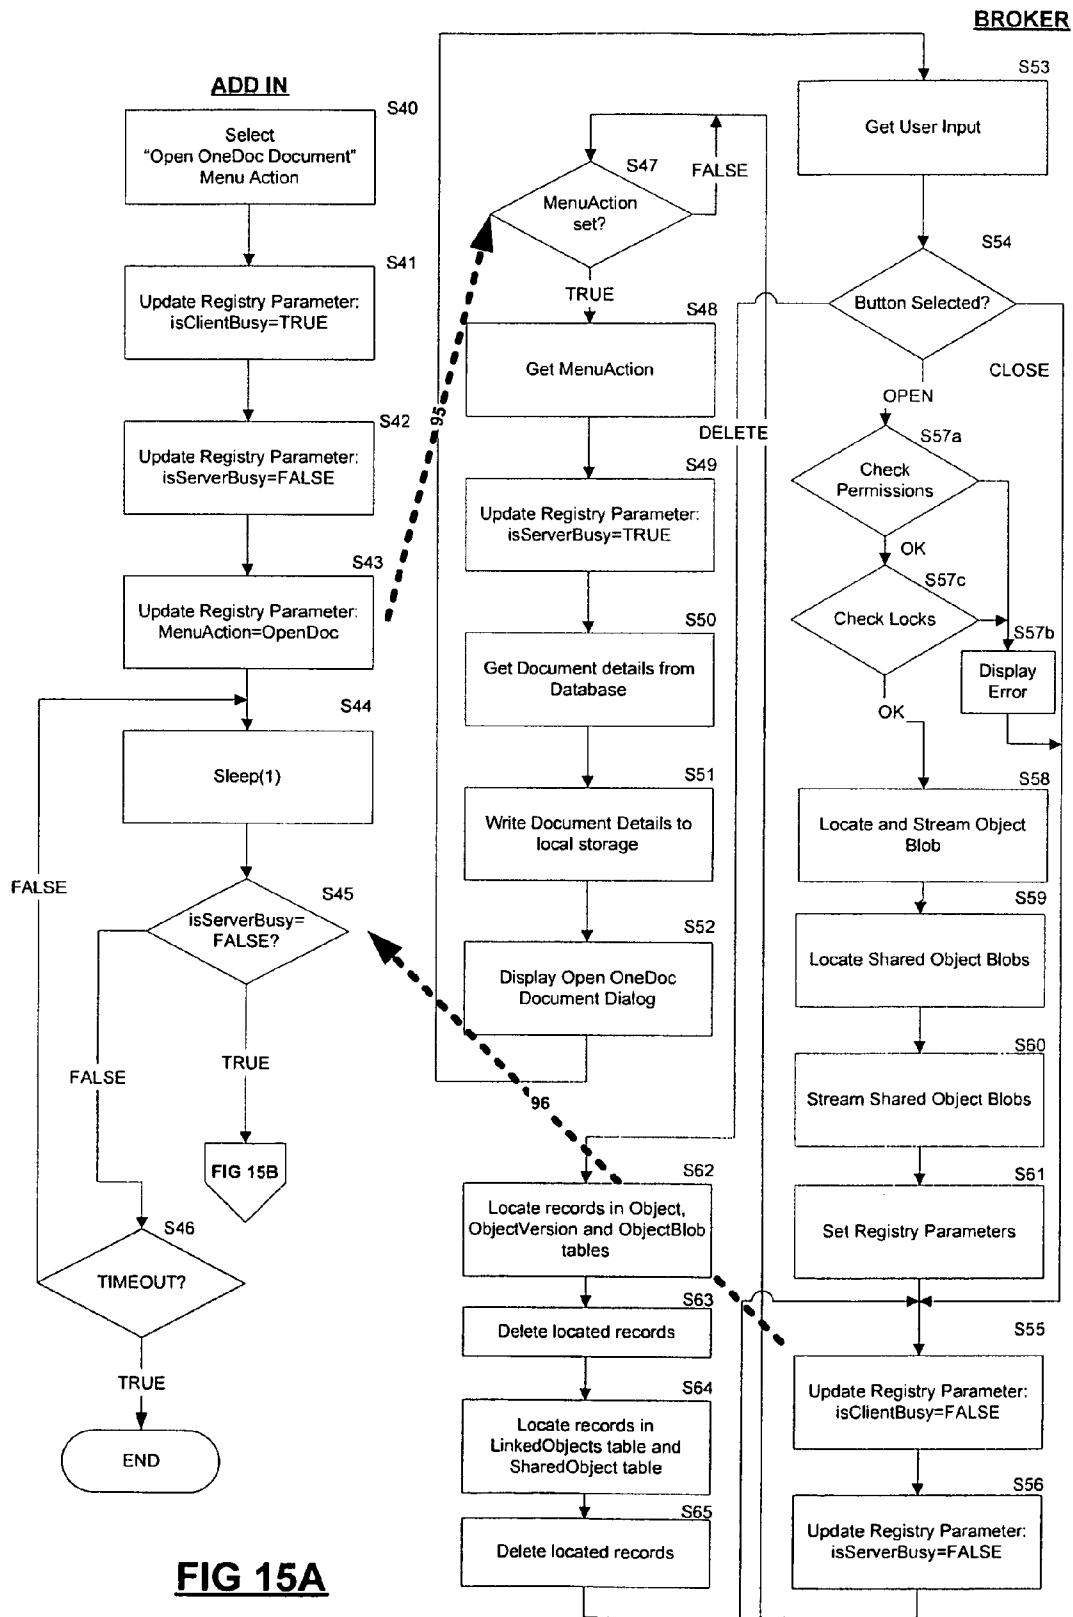 BROKER
ADD IN
S40
Select
"Open OneDoc Document"
Menu Action
S41
Update Registry Parameter:
isClientBusy=TRUE
S42
Update Registry Parameter:
isServerBusy=FALSE
S43
Update Registry Parameter:
MenuAction=OpenDoc
S44
Sleep(1)
FALSE
S45
isServerBusy=
FALSE?
TRUE
FALSE
FIG 15B
S46
TIMEOUT?
TRUE
END
95
96
S47
MenuAction
set?
FALSE
TRUE
S48
Get MenuAction
S49
Update Registry Parameter:
isServerBusy=TRUE
S50
Get Document details from
Database
S51
Write Document Details to
local storage
S52
Display Open OneDoc
Document Dialog
S62
Locate records in Object,
ObjectVersion and ObjectBlob
tables
S63
Delete located records
S64
Locate records in
LinkedObjects table and
SharedObject table
S65
Delete located records
S53
Get User Input
S54
Button Selected?
CLOSE
OPEN
DELETE
S57a
Check
Permissions
OK
S57c
Check Locks
S57b
Display
Error
OK
S58
Locate and Stream Object
Blob
S59
Locate Shared Object Blobs
S60
Stream Shared Object Blobs
S61
Set Registry Parameters
S55
Update Registry Parameter:
isClientBusy=FALSE
S56
Update Registry Parameter:
isServerBusy=FALSE
FIG 15A